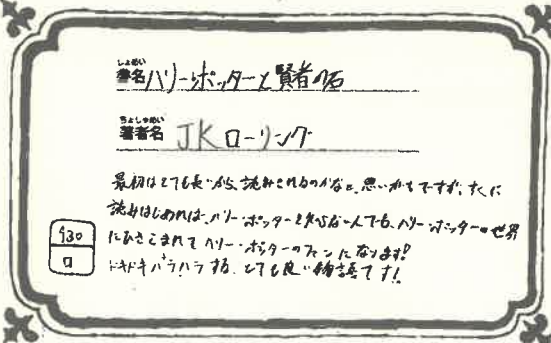 しょめい
書名 ハリーポッターと賢者の石
ちょしゃめい
著者名 JKローリング
最初はとても長いから、読みきれるのかなと、思いがちですが、すぐに
読みはじめれば、ハリーポッターを知らない人でも、ハリーポッターの世界
にひきこまれて ハリーポッターのファンになります!
ドキドキハラハラする、とても良い物語です!
930
ロ